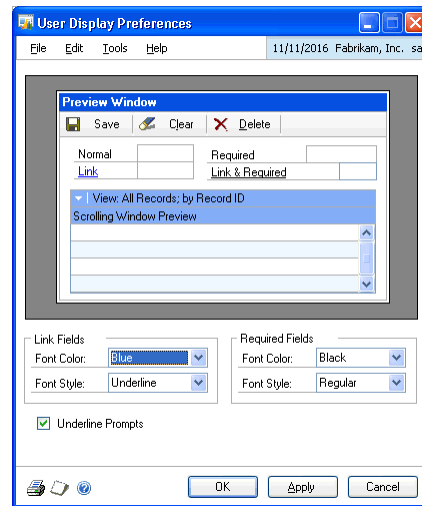 User Display Preferences
File Edit Tools Help 11/11/2016 Fabrikam, Inc. sa
Preview Window
Save Clear Delete
Normal Required
Link Link & Required
View: All Records; by Record ID
Scrolling Window Preview
Link Fields Required Fields
Font Color: Blue Font Color: Black
Font Style: Underline Font Style: Regular
Underline Prompts
OK Apply Cancel